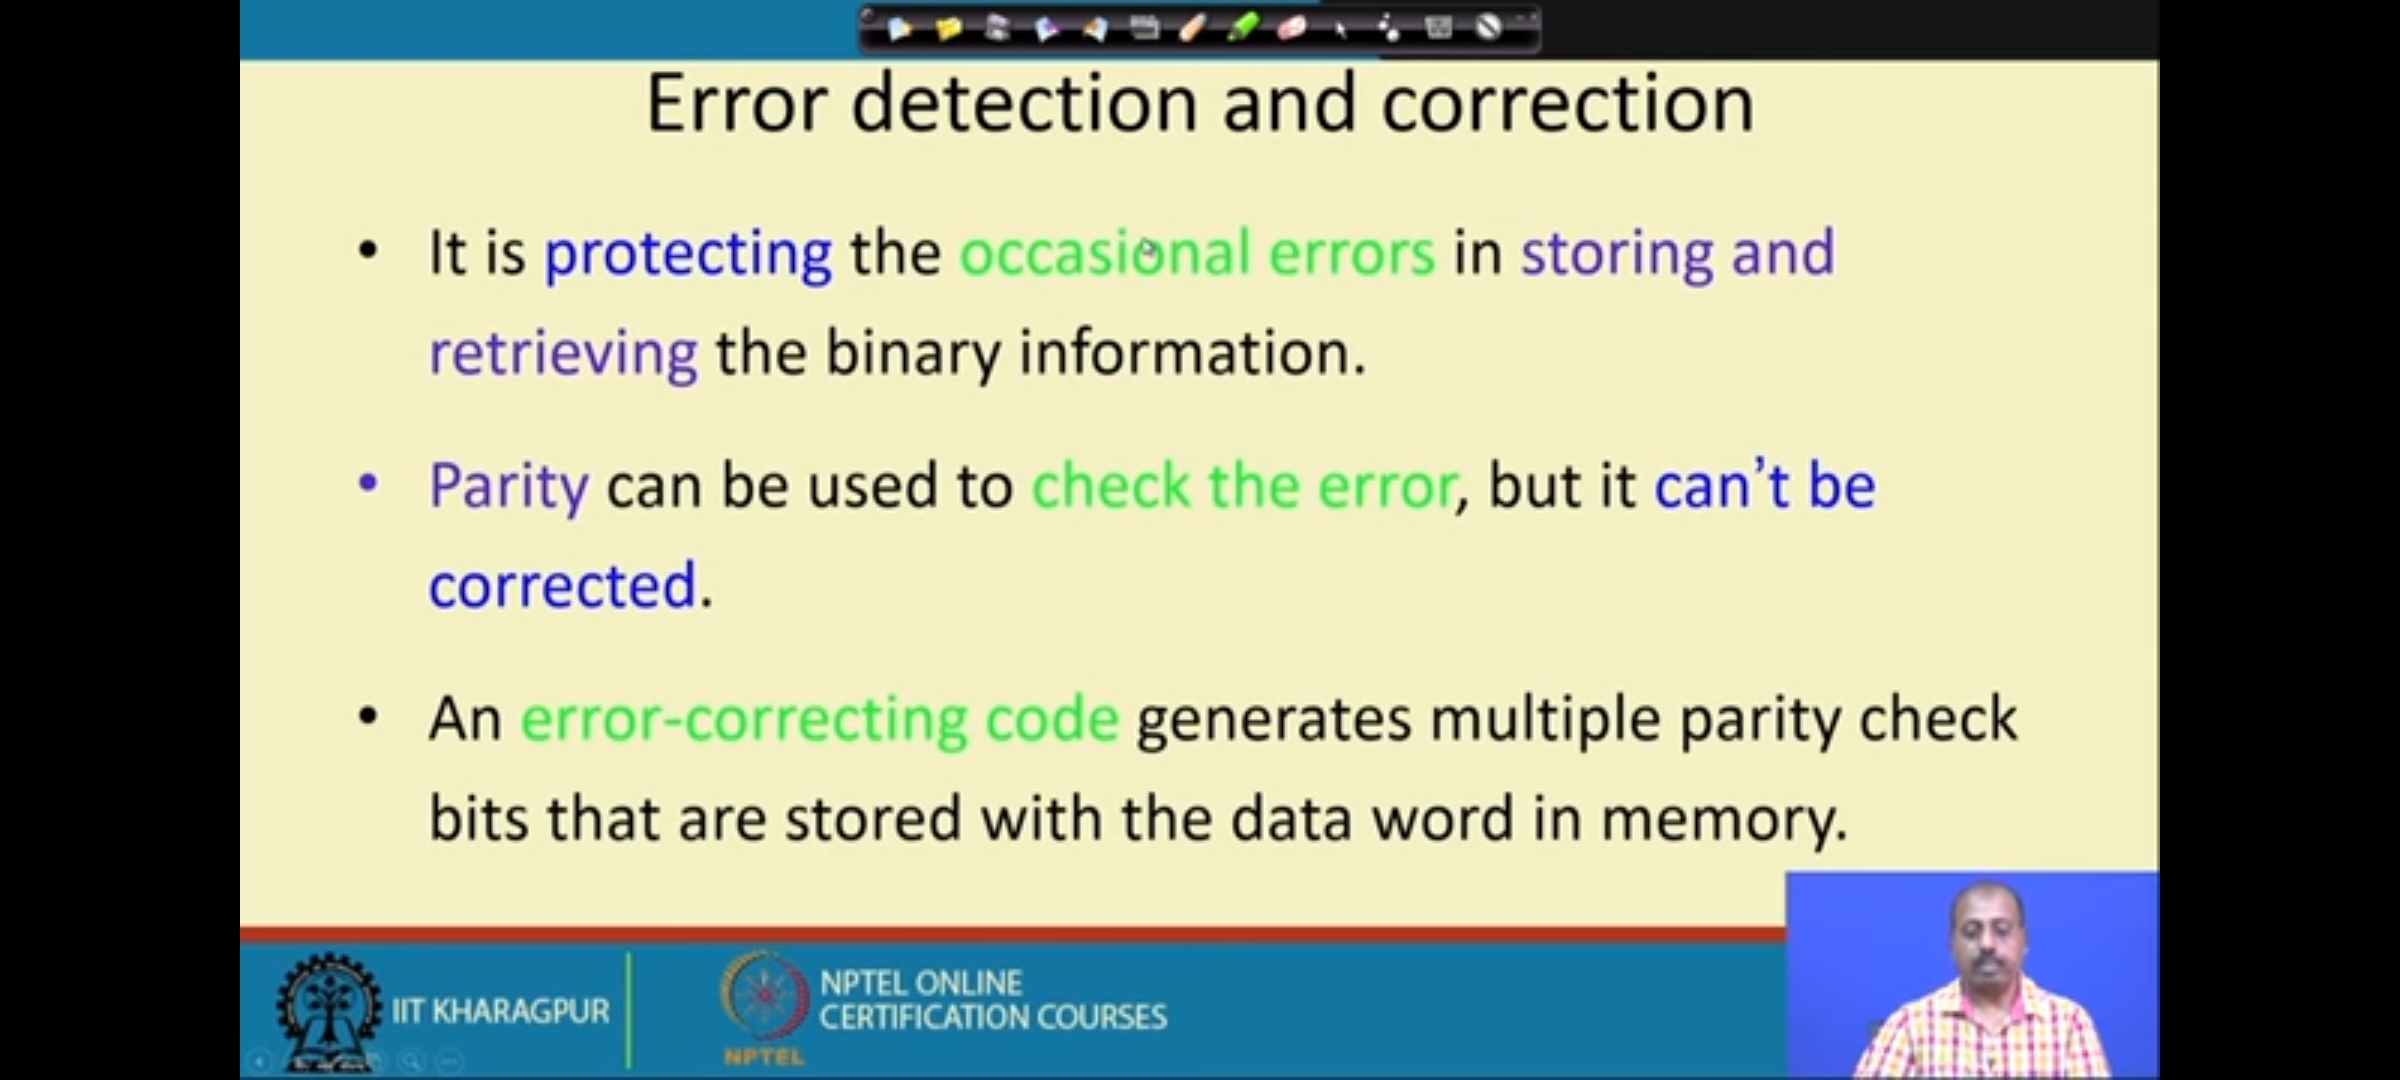 Error detection and correction
• It is protecting the occasional errors in storing and
retrieving the binary information.
• Parity can be used to check the error, but it can’t be
corrected.
• An error-correcting code generates multiple parity check
bits that are stored with the data word in memory.
IIT KHARAGPUR
NPTEL
NPTEL ONLINE
CERTIFICATION COURSES